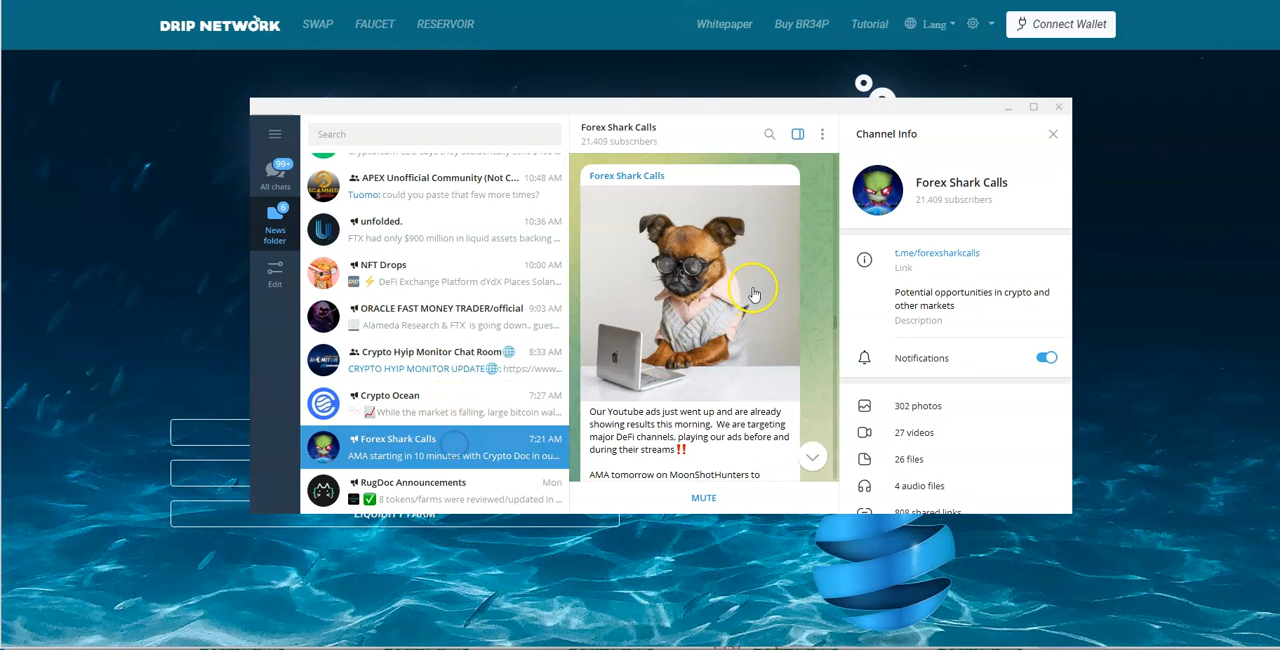 DRIP NETWORK
SWAP
FAUCET
RESERVOIR
Whitepaper
Buy BR34P
Tutorial
Lang
Connect Wallet
Search
99+
All chats
6
News
folder
Edit
APEX Unofficial Community (Not C...
10:48 AM
Tuomo: could you paste that few more times?
SCAMMED
unfolded.
10:36 AM
FTX had only $900 million in liquid assets backing ...
NFT Drops
10:00 AM
DeFi Exchange Platform dYdX Places Solan...
ORACLE FAST MONEY TRADER/official
9:03 AM
Alameda Research & FTX is going down.. gues...
Crypto Hyip Monitor Chat Room
8:33 AM
CRYPTO HYIP MONITOR UPDATE: https://www...
Crypto Ocean
7:27 AM
While the market is falling, large bitcoin wal...
Forex Shark Calls
7:21 AM
AMA starting in 10 minutes with Crypto Doc in ou...
RugDoc Announcements
Mon
8 tokens/farms were reviewed/updated in ...
Forex Shark Calls
21,409 subscribers
Forex Shark Calls
Our Youtube ads just went up and are already
showing results this morning. We are targeting
major DeFi channels, playing our ads before and
during their streams ‼️
AMA tomorrow on MoonShotHunters to
MUTE
Channel Info
Forex Shark Calls
21,409 subscribers
t.me/forexsharkcalls
Link
Potential opportunities in crypto and
other markets
Description
Notifications
302 photos
27 videos
26 files
4 audio files
808 shared links
LIQUIDITY FARM